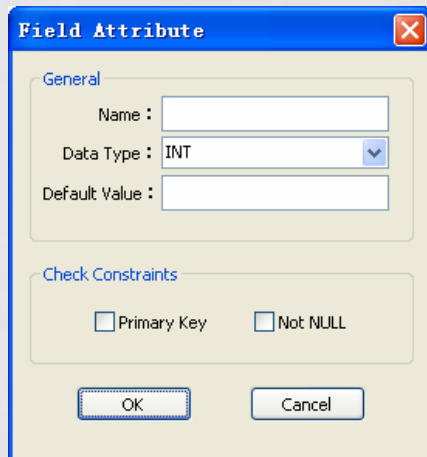 Field Attribute
General
Name：
Data Type：INT
Default Value：
Check Constraints
Primary Key Not NULL
OK Cancel